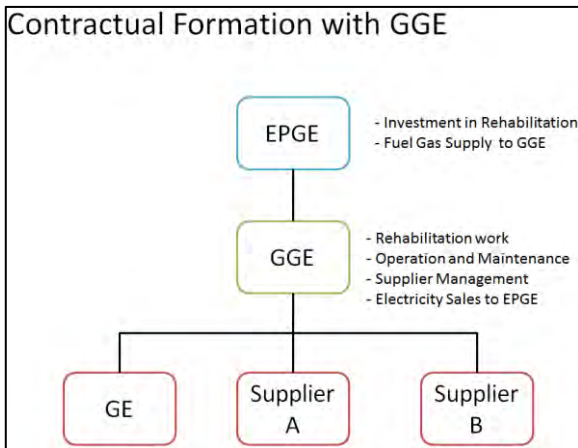 Contractual Formation with GGE
EPGE
- Investment in Rehabilitation
- Fuel Gas Supply to GGE
GGE
- Rehabilitation work
- Operation and Maintenance
- Supplier Management
- Electricity Sales to EPGE
GE
Supplier
A
Supplier
B